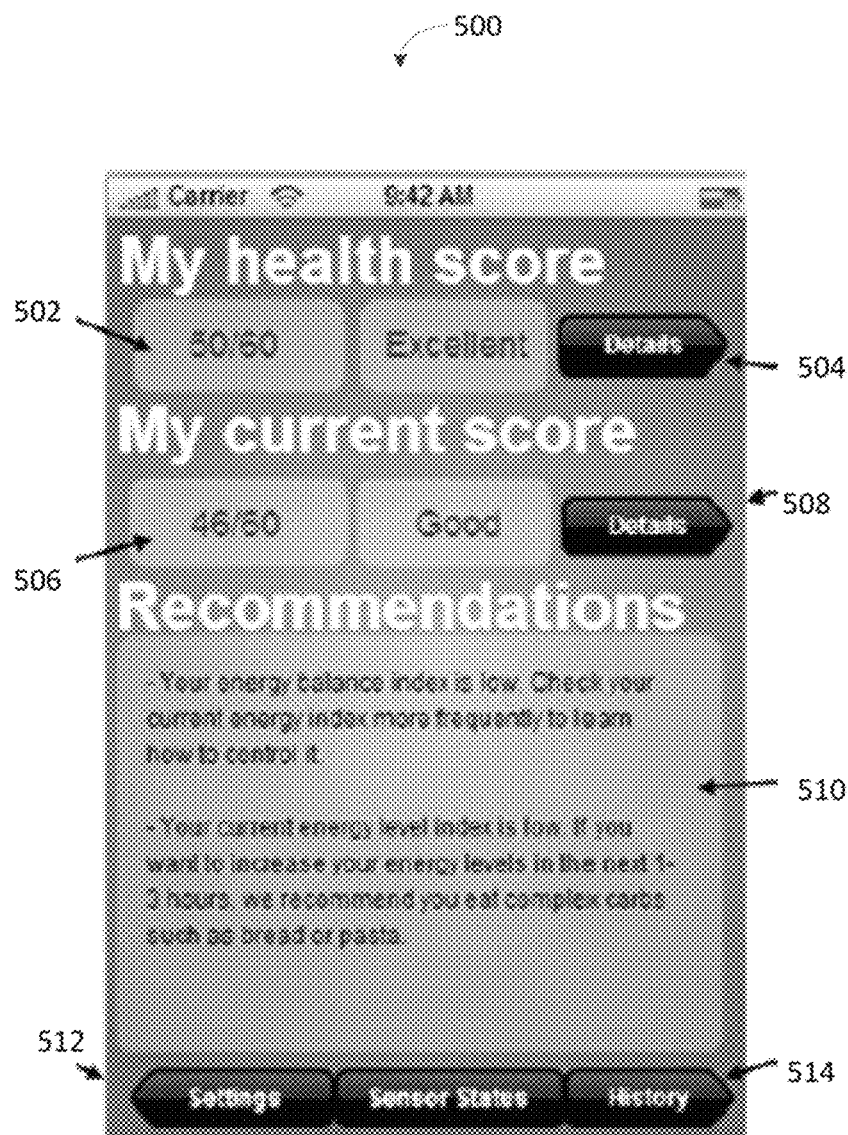 500
Carrier 9:42 AM
My health score
502
50/60 Excellent Details
504
My current score
46/60 Good Details
508
506
Recommendations
- Your energy balance index is low. Check your
current energy index more frequently to learn
how to control it.
510
- Your current energy level index is low. If you
want to increase your energy levels in the next 1-
3 hours, we recommend you eat complex carbs
such as bread or pasta.
512
Settings Sensor States History
514